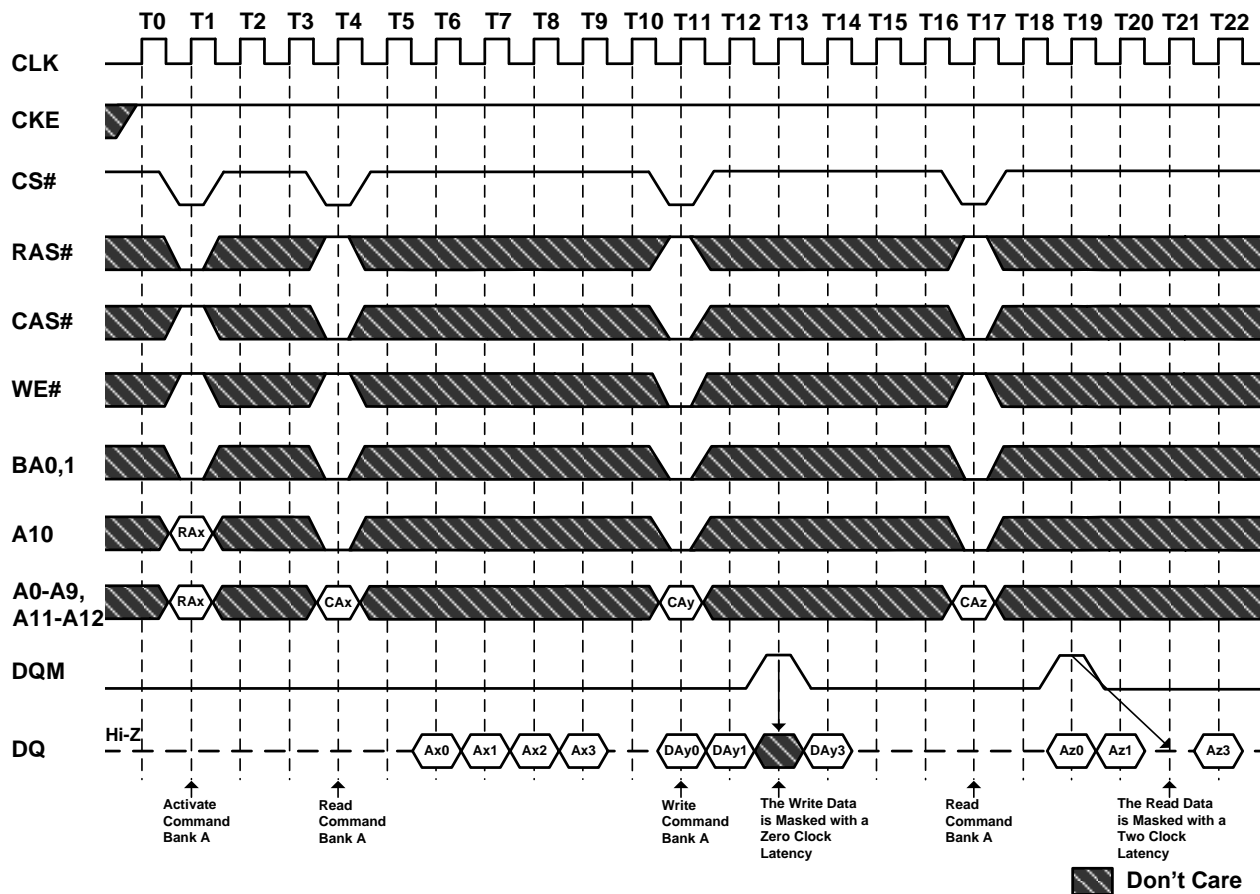 T0 T1 T2 T3 T4 T5 T6 T7 T8 T9 T10 T11 T12 T13 T14 T15 T16 T17 T18 T19 T20 T21 T22
CLK
CKE
CS#
RAS#
CAS#
WE#
BA0,1
A10 RAx
A0-A9,
A11-A12
RAx CAx CAy CAz
DQM
DQ
Hi-Z
Ax0 Ax1 Ax2 Ax3 DAy0 DAy1 DAy3 Az0 Az1 Az3
Activate
Command
Bank A
Read
Command
Bank A
Write
Command
Bank A
The Write Data
is Masked with a
Zero Clock
Latency
Read
Command
Bank A
The Read Data
is Masked with a
Two Clock
Latency
Don't Care